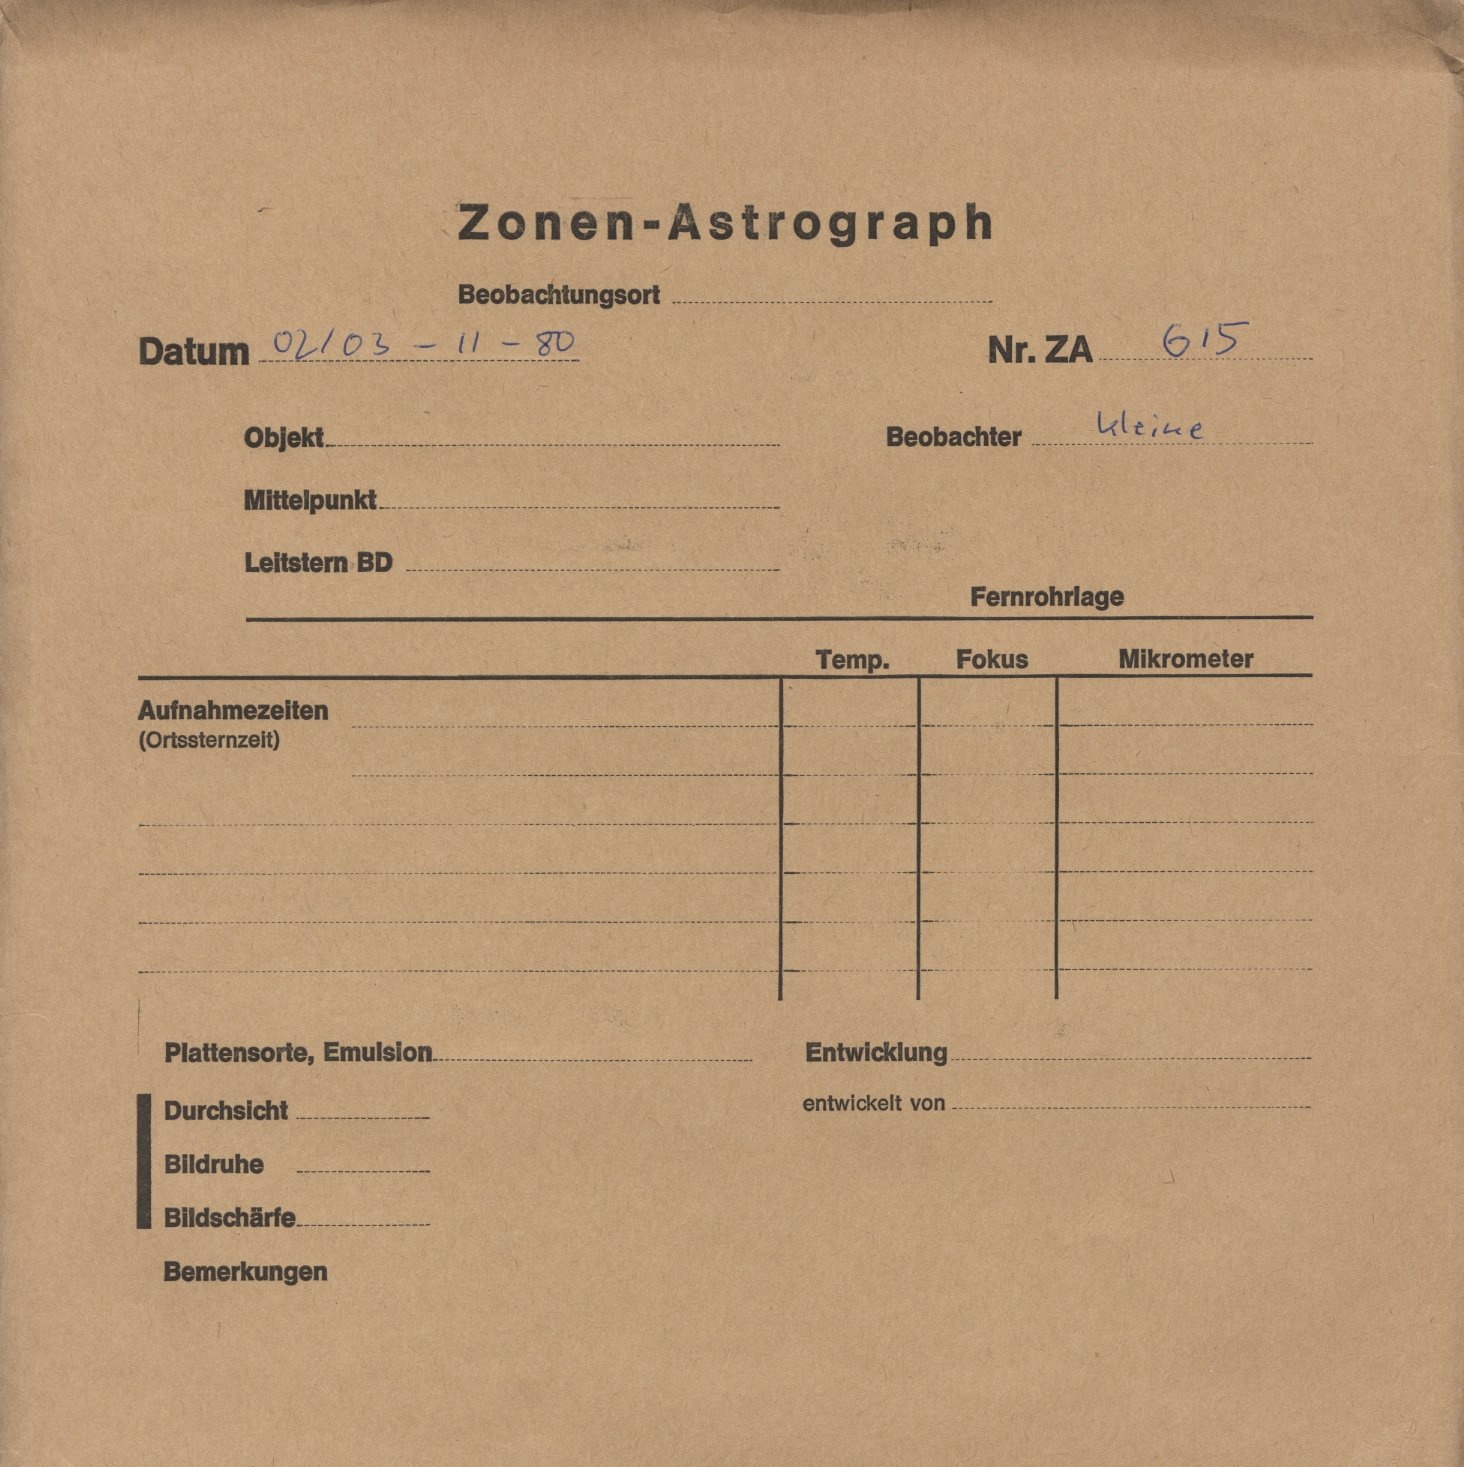 Zonen-Astrograph
Beobachtungsort
Datum 02/03 - 11 - 80 Nr. ZA 615
Objekt Beobachter Kleine
Mittelpunkt
Leitstern BD
Fernrohrlage
Temp. Fokus Mikrometer
Aufnahmezeiten
(Ortssternzeit)
Plattensorte, Emulsion Entwicklung
Durchsicht entwickelt von
Bildruhe
Bildschärfe
Bemerkungen